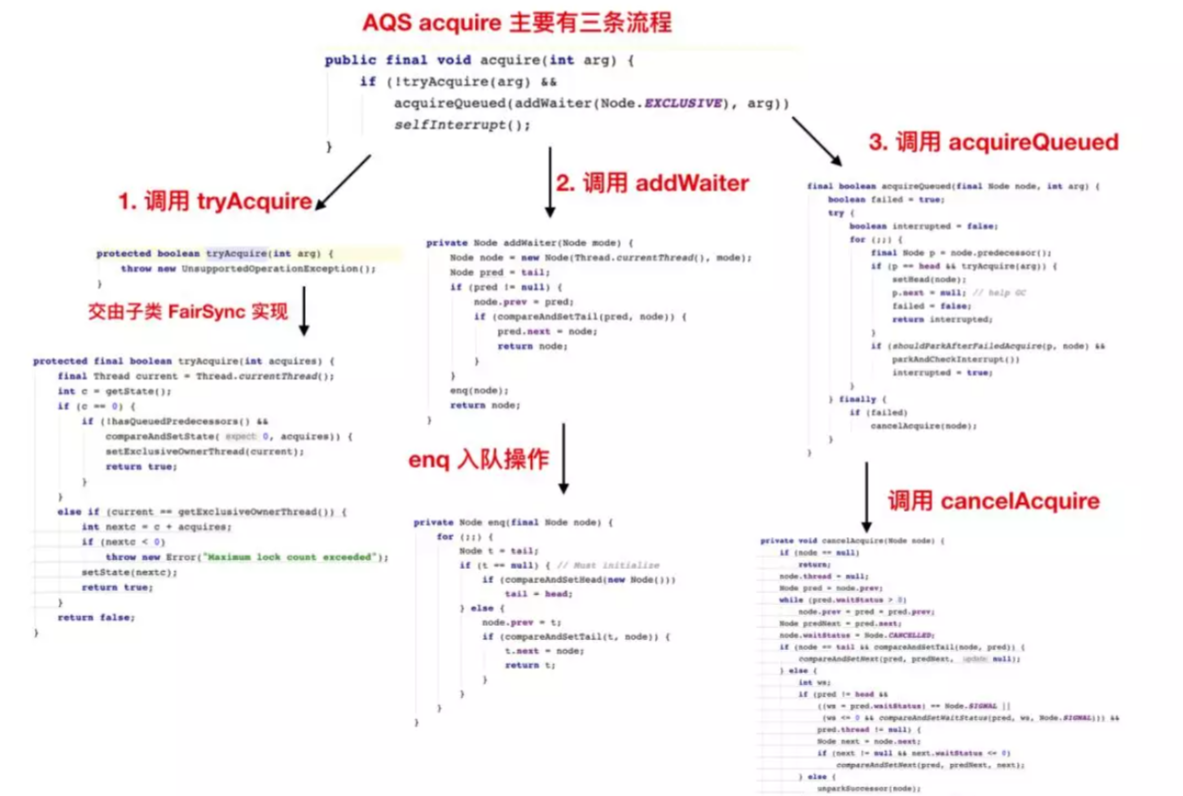 AQS acquire 主要有三条流程
public final void acquire(int arg) {
if (!tryAcquire(arg) &&
acquireQueued(addWaiter(Node.EXCLUSIVE), arg))
selfInterrupt();
}
1. 调用 tryAcquire
protected boolean tryAcquire(int arg) {
throw new UnsupportedOperationException();
}
交由子类 FairSync 实现
protected final boolean tryAcquire(int acquires) {
final Thread current = Thread.currentThread();
int c = getState();
if (c == 0) {
if (!hasQueuedPredecessors() &&
compareAndSetState( expect: 0, acquires)) {
setExclusiveOwnerThread(current);
return true;
}
}
else if (current == getExclusiveOwnerThread()) {
int nextc = c + acquires;
if (nextc < 0)
throw new Error("Maximum lock count exceeded");
setState(nextc);
return true;
}
return false;
}
2. 调用 addWaiter
private Node addWaiter(Node mode) {
Node node = new Node(Thread.currentThread(), mode);
Node pred = tail;
if (pred != null) {
node.prev = pred;
if (compareAndSetTail(pred, node)) {
pred.next = node;
return node;
}
}
enq(node);
return node;
}
enq 入队操作
private Node enq(final Node node) {
for (;;) {
Node t = tail;
if (t == null) { // Must initialize
if (compareAndSetHead(new Node()))
tail = head;
} else {
node.prev = t;
if (compareAndSetTail(t, node)) {
t.next = node;
return t;
}
}
}
}
3. 调用 acquireQueued
final boolean acquireQueued(final Node node, int arg) {
boolean failed = true;
try {
boolean interrupted = false;
for (;;) {
final Node p = node.predecessor();
if (p == head && tryAcquire(arg)) {
setHead(node);
p.next = null; // help GC
failed = false;
return interrupted;
}
if (shouldParkAfterFailedAcquire(p, node) &&
parkAndCheckInterrupt())
interrupted = true;
}
} finally {
if (failed)
cancelAcquire(node);
}
}
调用 cancelAcquire
private void cancelAcquire(Node node) {
if (node == null)
return;
node.thread = null;
Node pred = node.prev;
while (pred.waitStatus > 0)
node.prev = pred = pred.prev;
Node predNext = pred.next;
node.waitStatus = Node.CANCELLED;
if (node == tail && compareAndSetTail(node, pred)) {
compareAndSetNext(pred, predNext, update: null);
} else {
int ws;
if (pred != head &&
((ws = pred.waitStatus) == Node.SIGNAL ||
(ws <= 0 && compareAndSetWaitStatus(pred, ws, Node.SIGNAL))) &&
pred.thread != null) {
Node next = node.next;
if (next != null && next.waitStatus <= 0)
compareAndSetNext(pred, predNext, next);
} else {
unparkSuccessor(node);